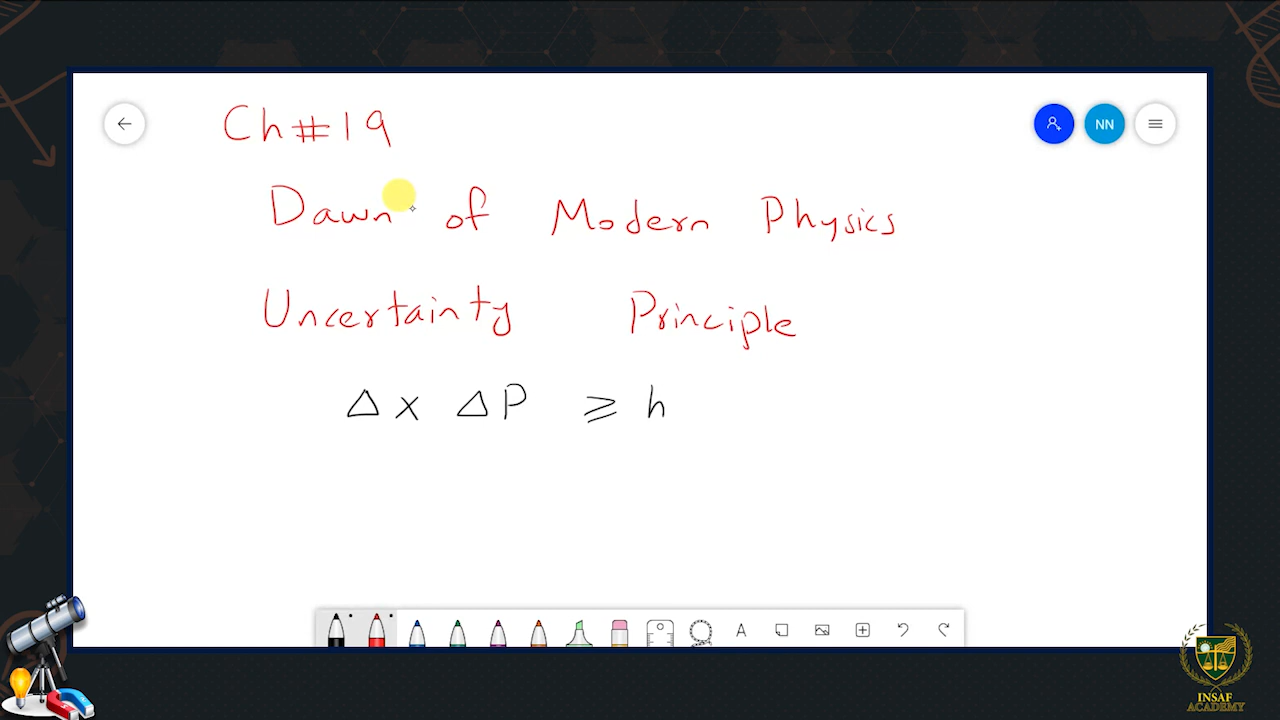 Ch#19
NN
Dawn of Modern Physics
Uncertainty Principle
Δx ΔP ≥ h
A
INSAF
ACADEMY